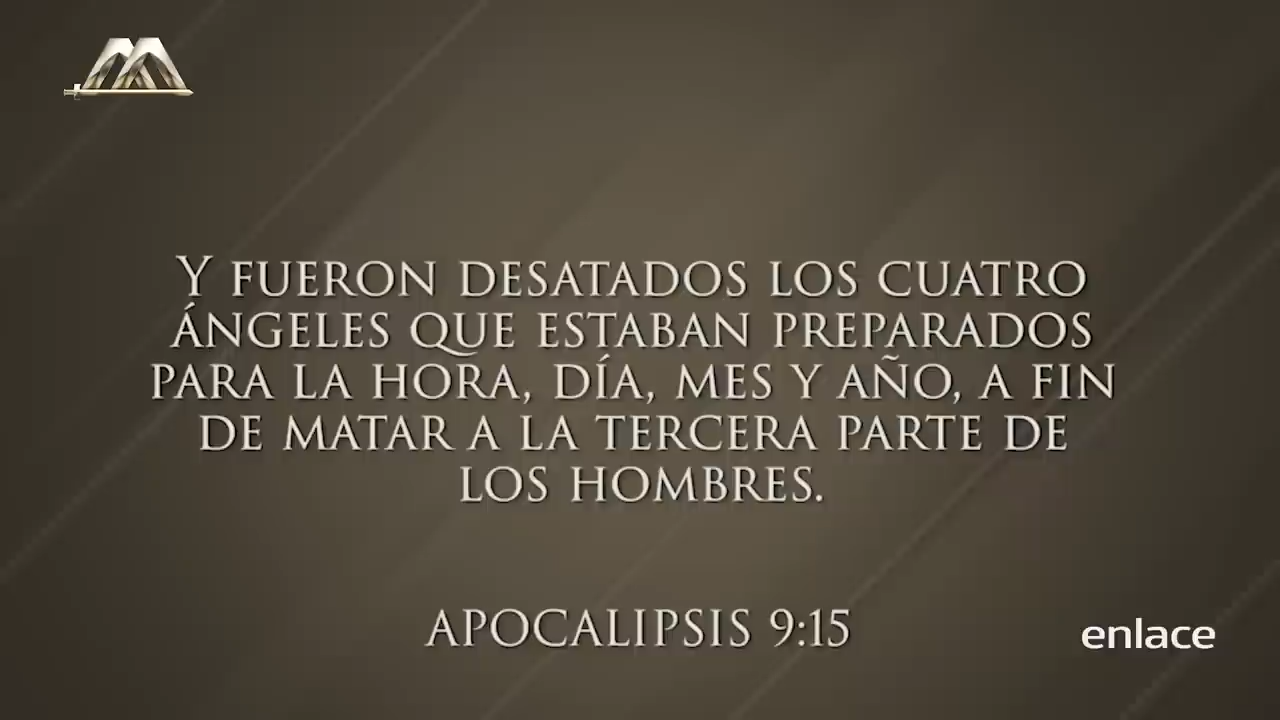 Y FUERON DESATADOS LOS CUATRO
ÁNGELES QUE ESTABAN PREPARADOS
PARA LA HORA, DÍA, MES Y AÑO, A FIN
DE MATAR A LA TERCERA PARTE DE
LOS HOMBRES.
APOCALIPSIS 9:15
enlace